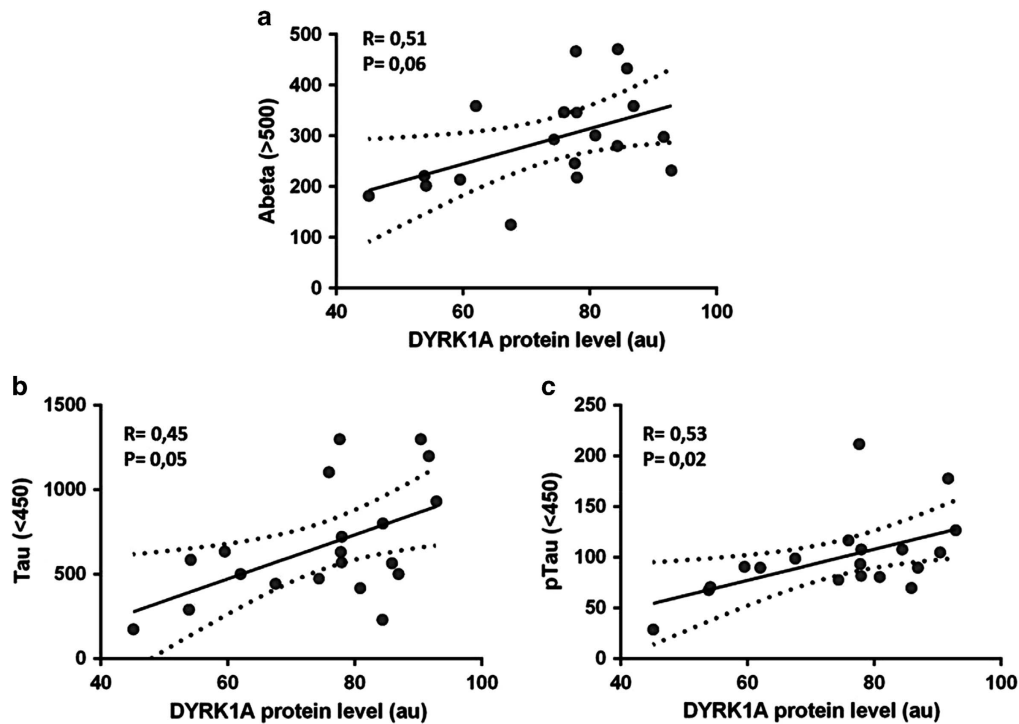 a
R= 0,51
P= 0,06
Abeta (>500)
500
400
300
200
100
0
40 60 80 100
DYRK1A protein level (au)
b
R= 0,45
P= 0,05
Tau (<450)
1500
1000
500
0
40 60 80 100
DYRK1A protein level (au)
c
R= 0,53
P= 0,02
pTau (<450)
250
200
150
100
50
0
40 60 80 100
DYRK1A protein level (au)